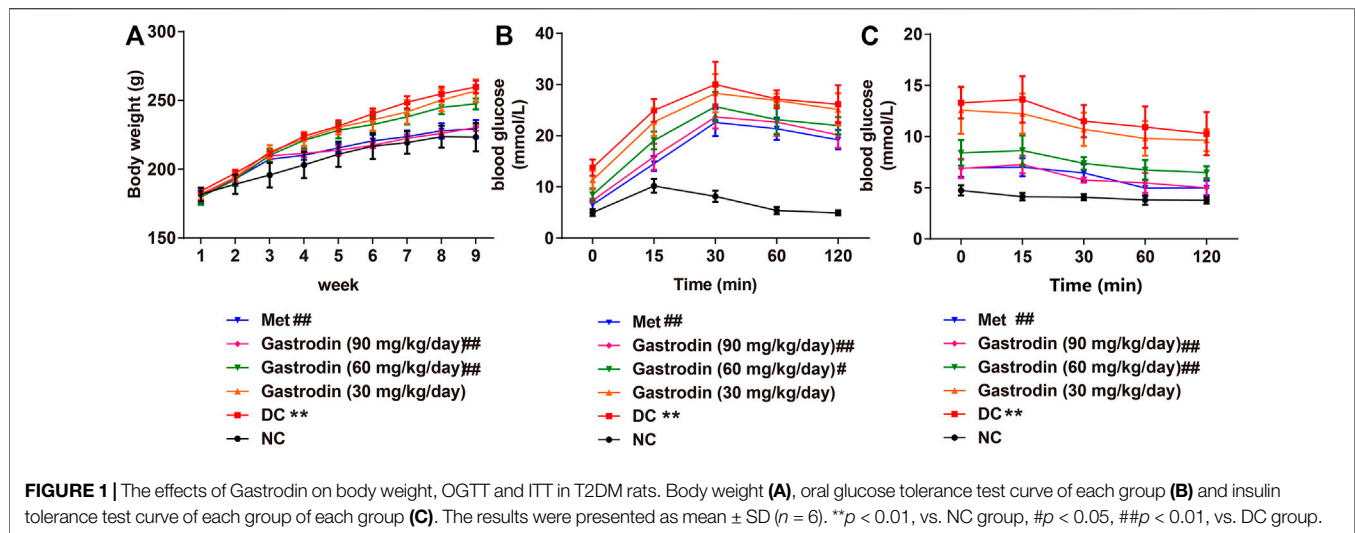 A
300
250
200
150
Body weight (g)
1 2 3 4 5 6 7 8 9
week
Met ##
Gastrodin (90 mg/kg/day)##
Gastrodin (60 mg/kg/day)##
Gastrodin (30 mg/kg/day)
DC **
NC
B
40
30
20
10
0
blood glucose
(mmol/L)
0 15 30 60 120
Time (min)
Met ##
Gastrodin (90 mg/kg/day)##
Gastrodin (60 mg/kg/day)#
Gastrodin (30 mg/kg/day)
DC **
NC
C
20
15
10
5
0
blood glucose
(mmol/L)
0 15 30 60 120
Time (min)
Met ##
Gastrodin (90 mg/kg/day)##
Gastrodin (60 mg/kg/day)##
Gastrodin (30 mg/kg/day)
DC **
NC
FIGURE 1 | The effects of Gastrodin on body weight, OGTT and ITT in T2DM rats. Body weight (A), oral glucose tolerance test curve of each group (B) and insulin
tolerance test curve of each group of each group (C). The results were presented as mean ± SD (n = 6). **p < 0.01, vs. NC group, #p < 0.05, ##p < 0.01, vs. DC group.